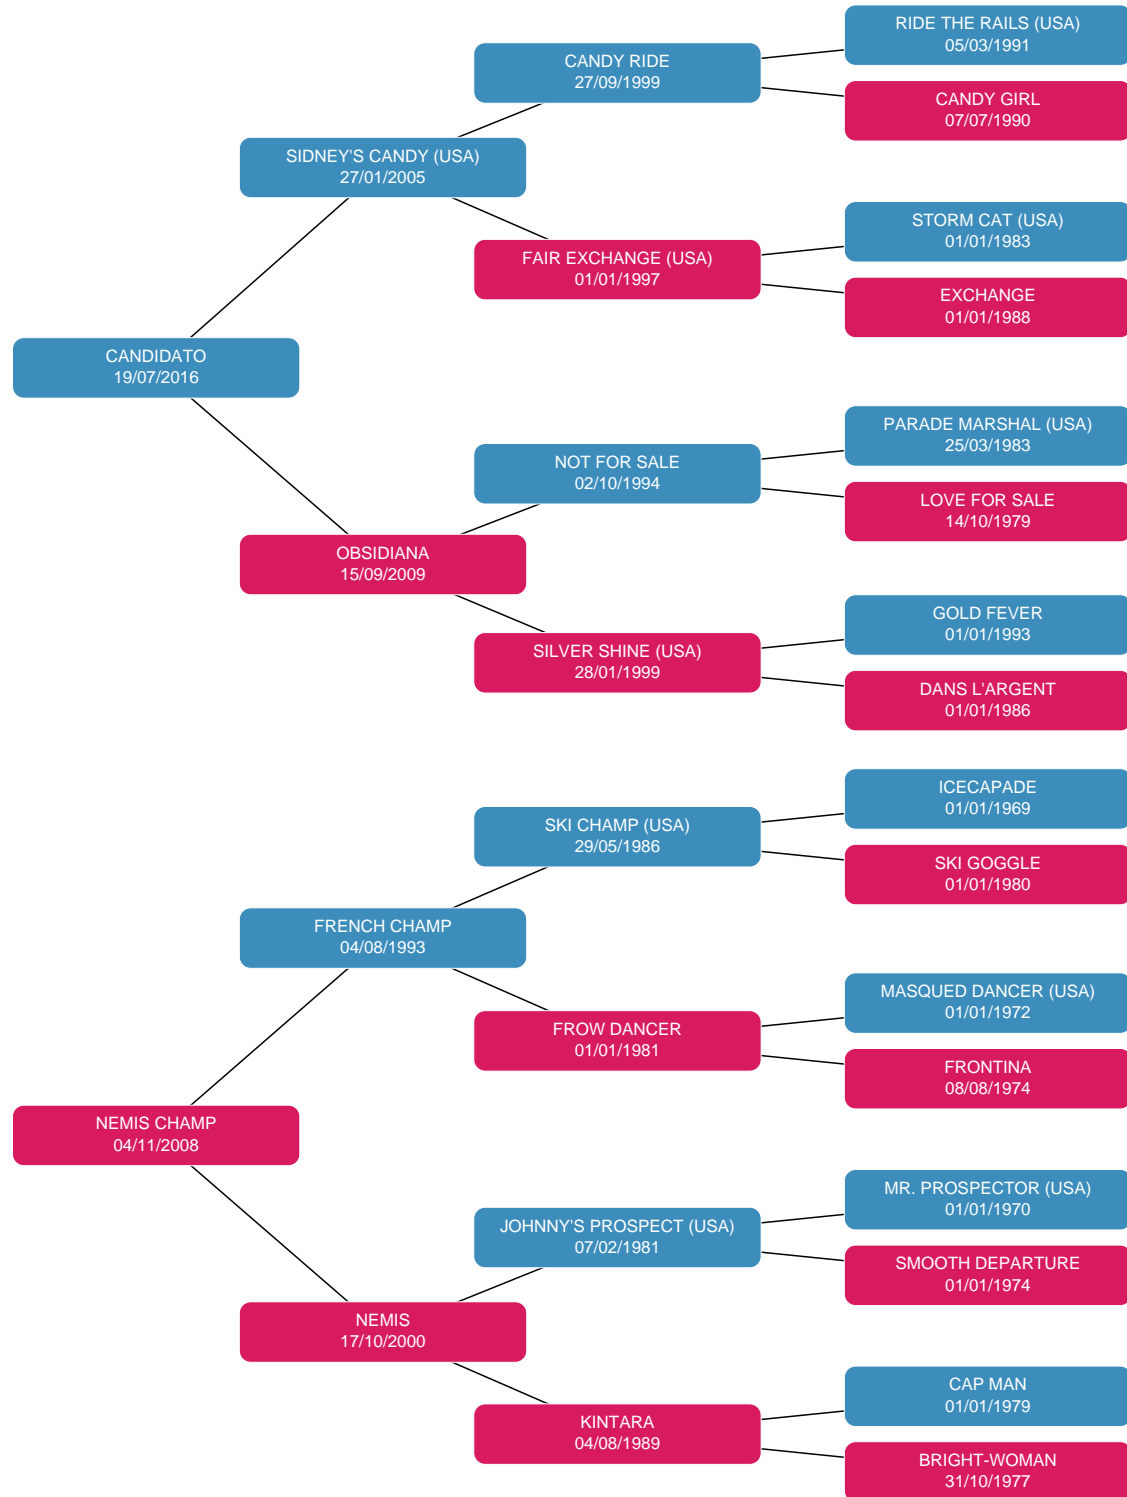 RIDE THE RAILS (USA)
05/03/1991
CANDY RIDE
27/09/1999
CANDY GIRL
07/07/1990
SIDNEY'S CANDY (USA)
27/01/2005
STORM CAT (USA)
01/01/1983
FAIR EXCHANGE (USA)
01/01/1997
EXCHANGE
01/01/1988
CANDIDATO
19/07/2016
PARADE MARSHAL (USA)
25/03/1983
NOT FOR SALE
02/10/1994
LOVE FOR SALE
14/10/1979
OBSIDIANA
15/09/2009
GOLD FEVER
01/01/1993
SILVER SHINE (USA)
28/01/1999
DANS L'ARGENT
01/01/1986
ICECAPADE
01/01/1969
SKI CHAMP (USA)
29/05/1986
SKI GOGGLE
01/01/1980
FRENCH CHAMP
04/08/1993
MASQUED DANCER (USA)
01/01/1972
FROW DANCER
01/01/1981
FRONTINA
08/08/1974
NEMIS CHAMP
04/11/2008
MR. PROSPECTOR (USA)
01/01/1970
JOHNNY'S PROSPECT (USA)
07/02/1981
SMOOTH DEPARTURE
01/01/1974
NEMIS
17/10/2000
CAP MAN
01/01/1979
KINTARA
04/08/1989
BRIGHT-WOMAN
31/10/1977